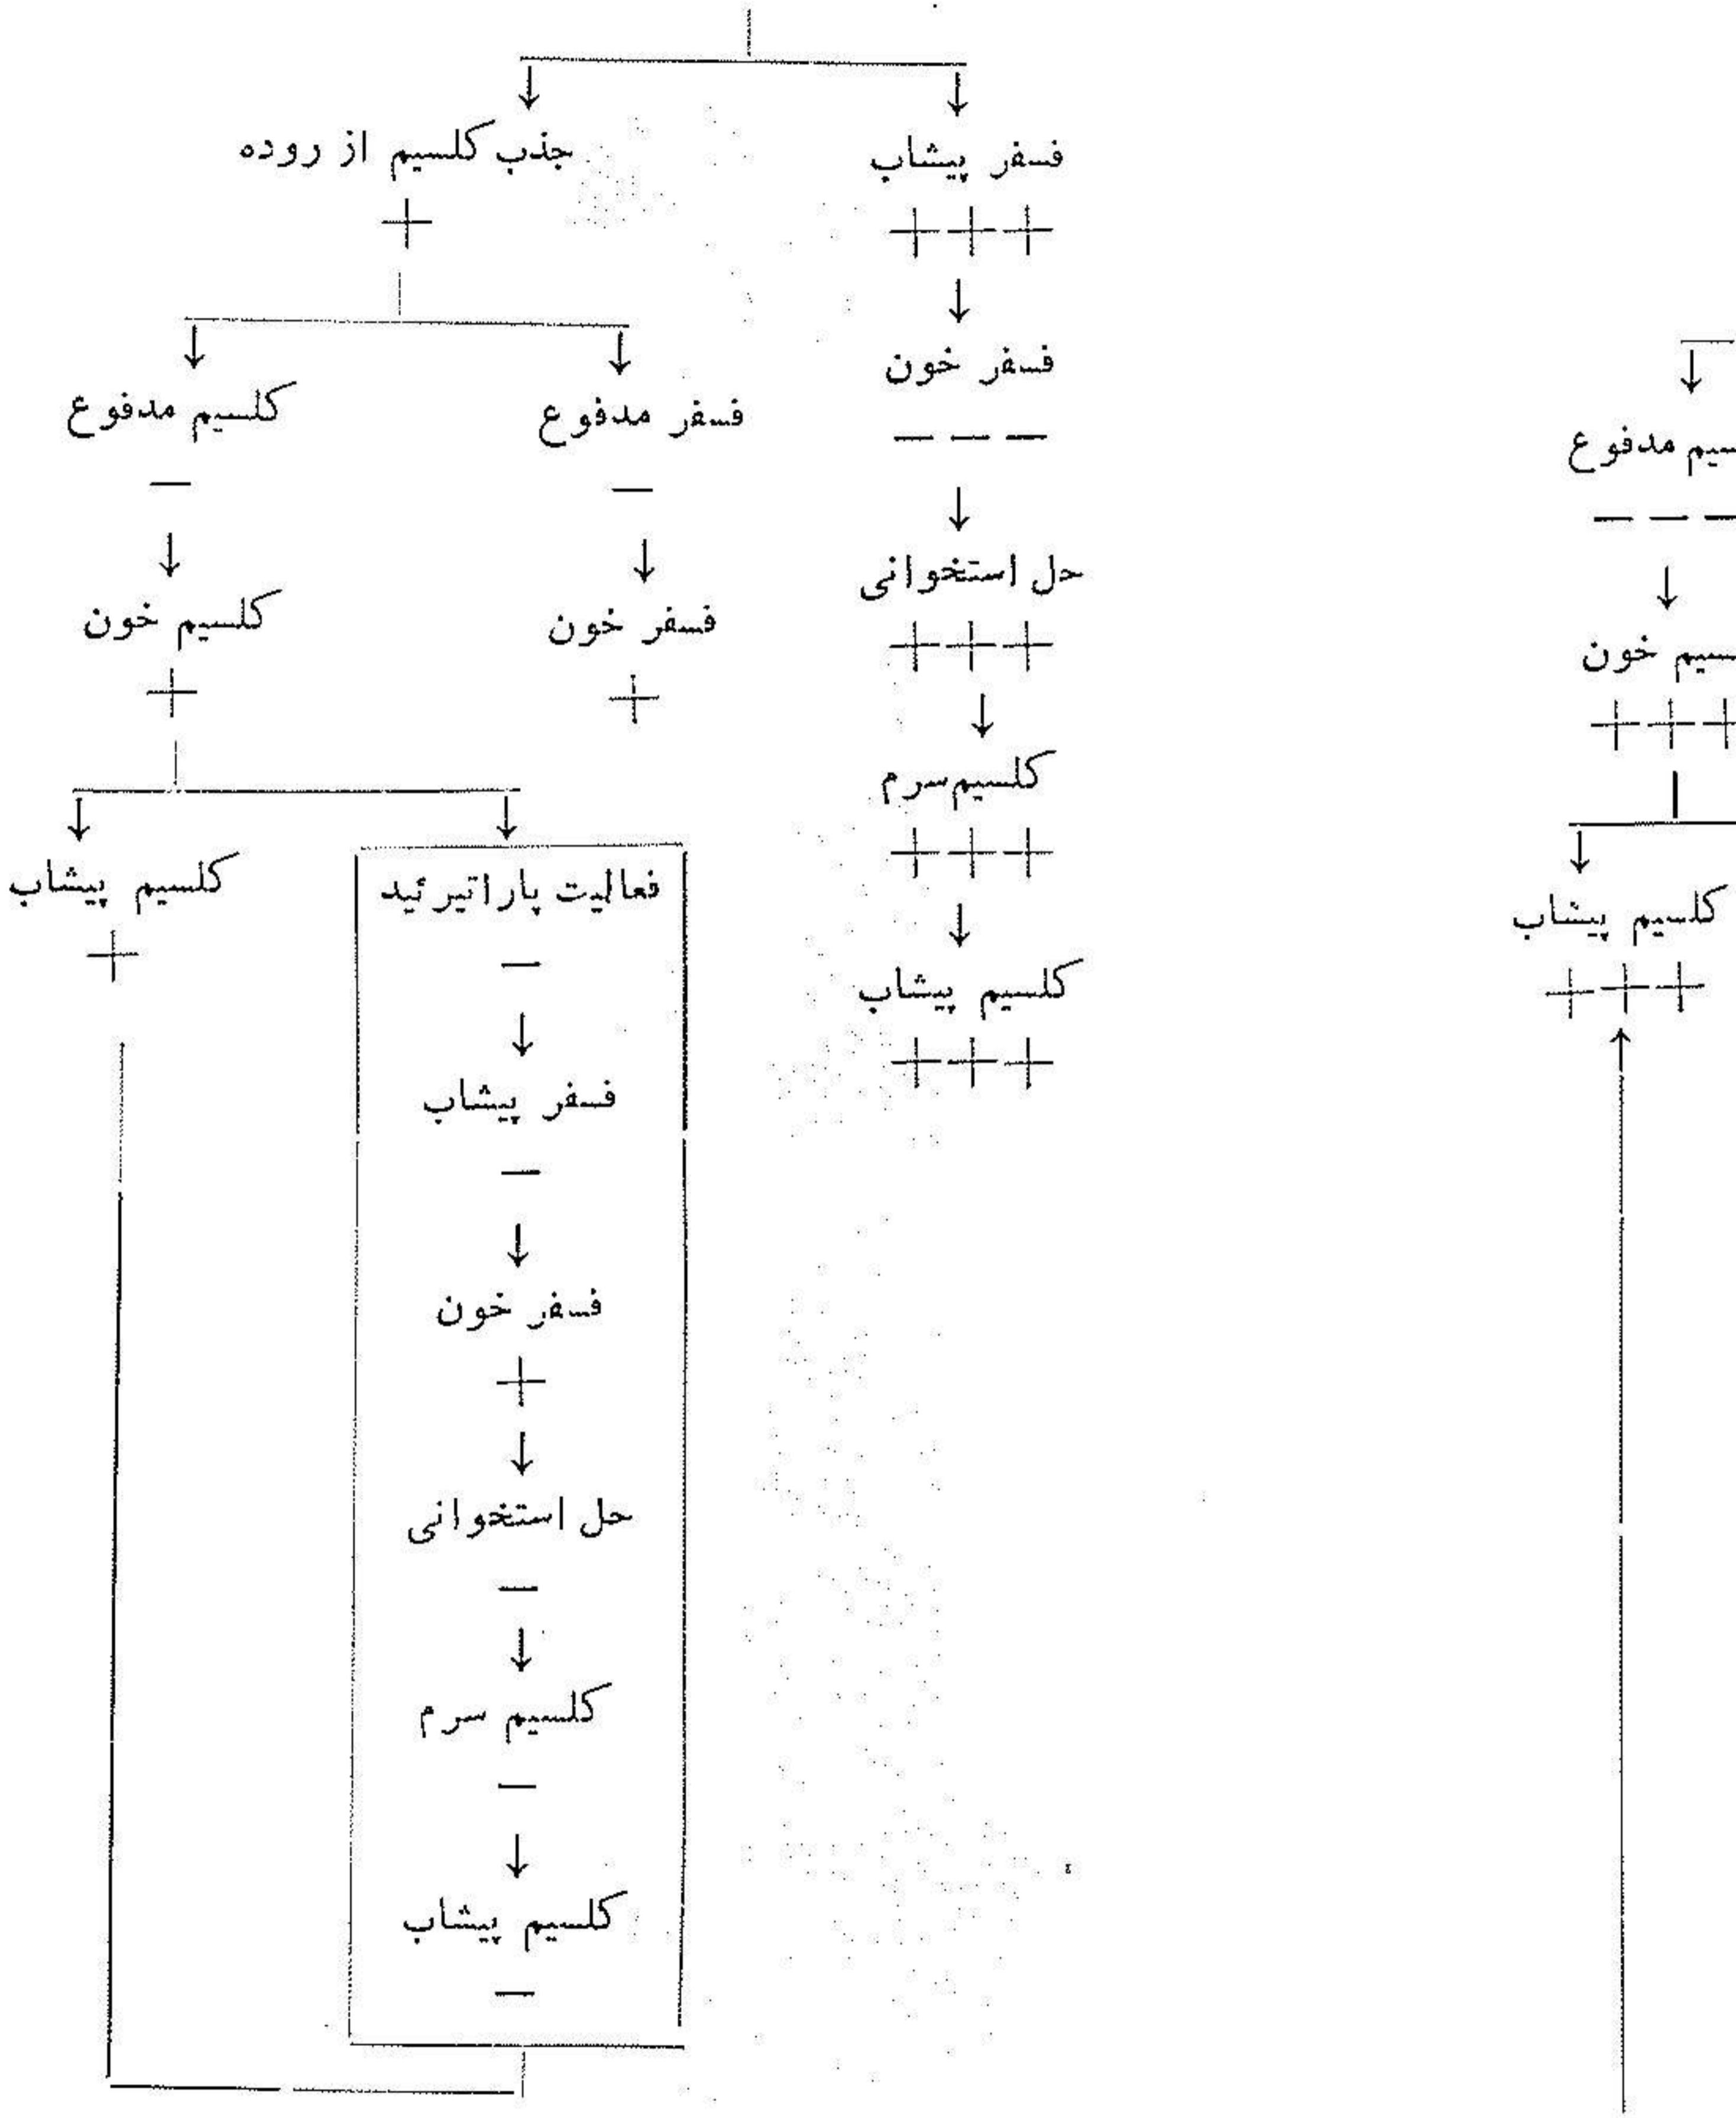 فسفر پیشاب
+++
فسفر خون
− − −
حل استخوانی
+++
کلسیم سرم
+++
کلسیم پیشاب
+++
جذب کلسیم از روده
+
فسفر مدفوع
−
فسفر خون
+
کلسیم مدفوع
−
کلسیم خون
+
فعالیت پاراتیرئید
−
فسفر پیشاب
−
فسفر خون
+
حل استخوانی
−
کلسیم سرم
−
کلسیم پیشاب
−
کلسیم پیشاب
+
مدفوع
− − −
خون
+++
کلسیم پیشاب
+++